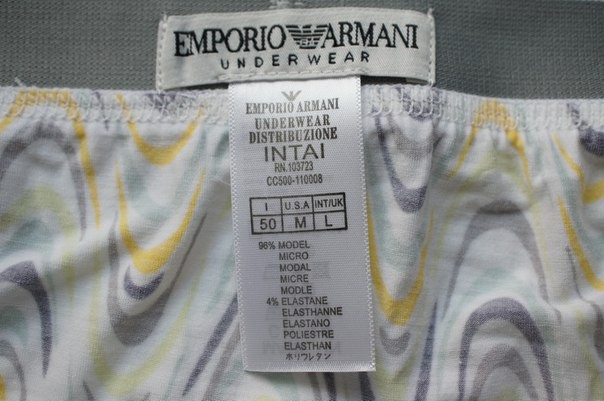 EMPORIO ARMANI
UNDERWEAR
EMPORIO ARMANI
UNDERWEAR
DISTRIBUZIONE
INTAI
RN.103723
CC500-110008
I U.S.A INT/UK
50 M L
96% MODEL
MICRO
MODAL
MICRE
MODLE
4% ELASTANE
ELASTHANNE
ELASTANO
POLIESTRE
ELASTHAN
ホリウレタン